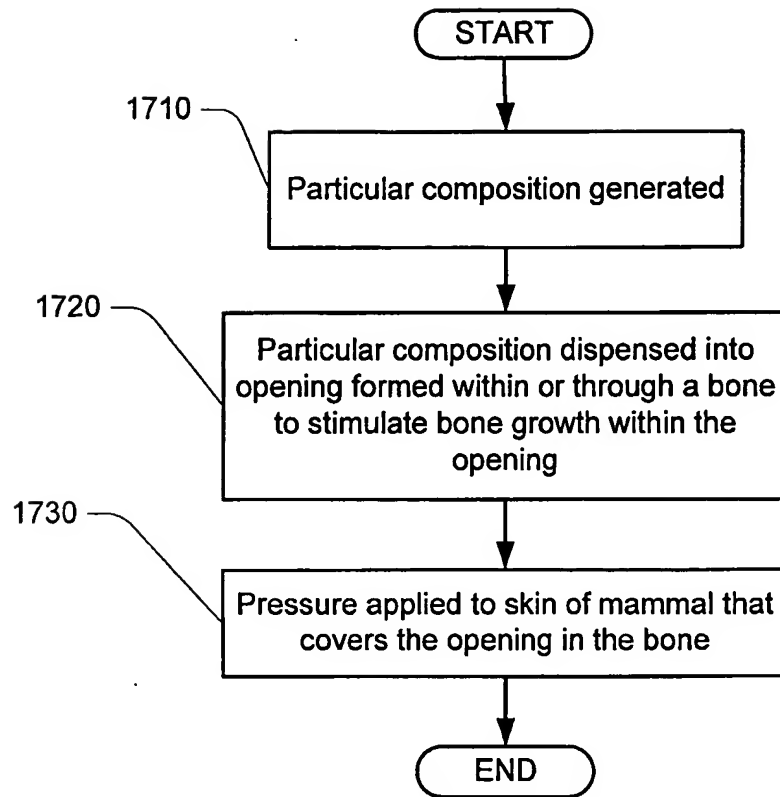 START
1710
Particular composition generated
1720
Particular composition dispensed into
opening formed within or through a bone
to stimulate bone growth within the
opening
1730
Pressure applied to skin of mammal that
covers the opening in the bone
END